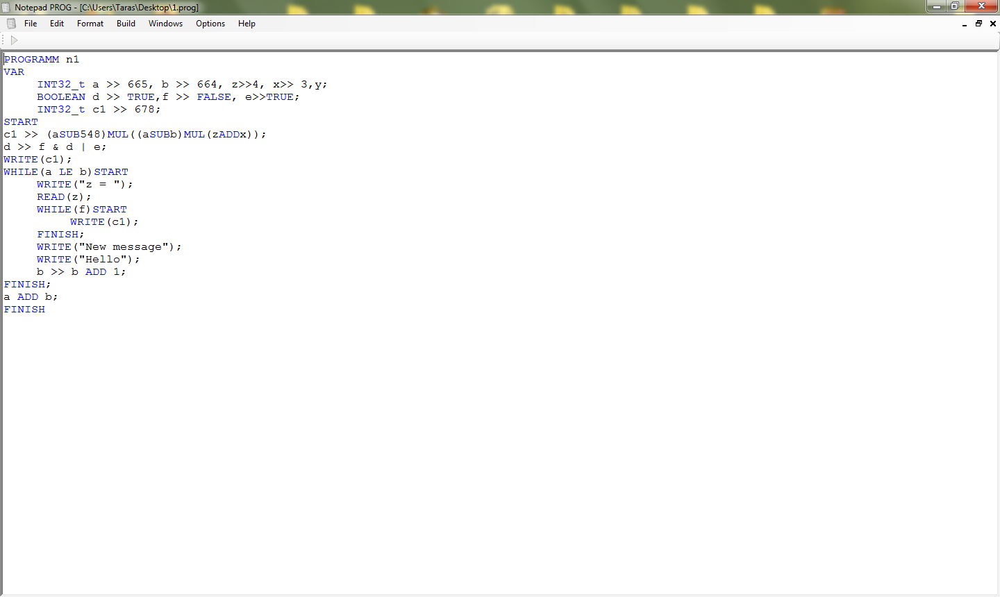 Notepad PROG - [C:\Users\Taras\Desktop\1.prog]
File Edit Format Build Windows Options Help
PROGRAMM n1
VAR
INT32_t a >> 665, b >> 664, z>>4, x>> 3,y;
BOOLEAN d >> TRUE,f >> FALSE, e>>TRUE;
INT32_t c1 >> 678;
START
c1 >> (aSUB548)MUL((aSUBb)MUL(zADDx));
d >> f & d | e;
WRITE(c1);
WHILE(a LE b)START
WRITE("z = ");
READ(z);
WHILE(f)START
WRITE(c1);
FINISH;
WRITE("New message");
WRITE("Hello");
b >> b ADD 1;
FINISH;
a ADD b;
FINISH